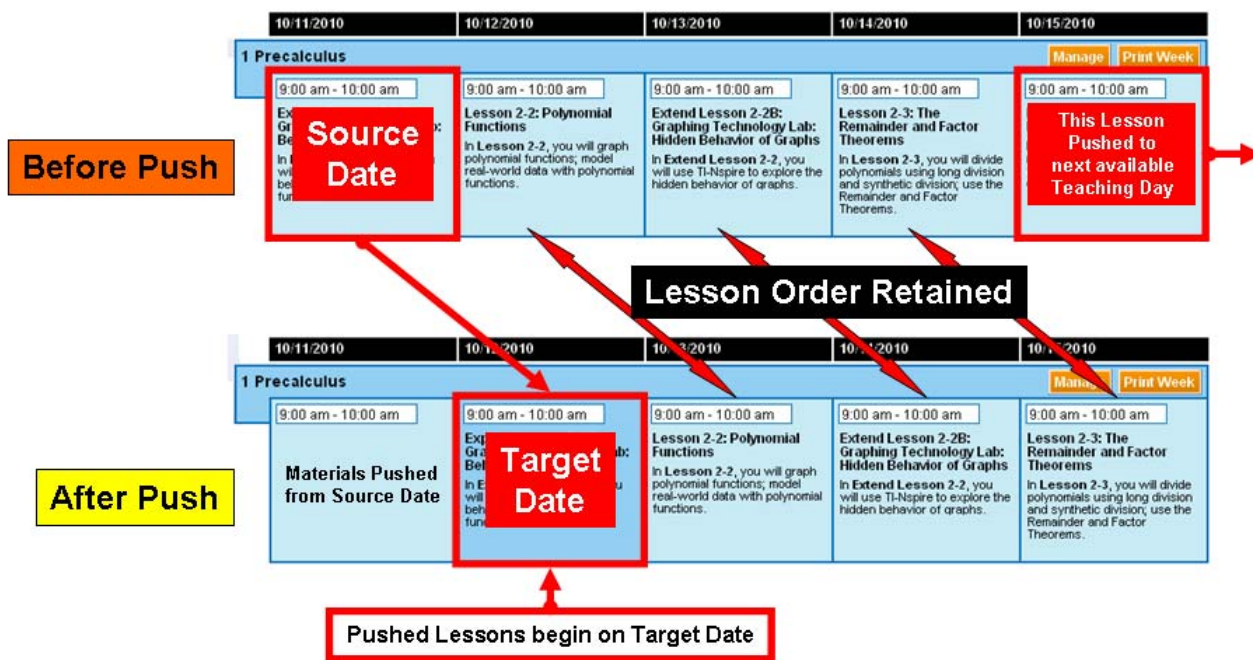 10/11/2010 10/12/2010 10/13/2010 10/14/2010 10/15/2010
1 Precalculus Manage Print Week
9:00 am - 10:00 am 9:00 am - 10:00 am 9:00 am - 10:00 am 9:00 am - 10:00 am 9:00 am - 10:00 am
Before Push
Source
Date
Lesson 2-2: Polynomial
Functions
In Lesson 2-2, you will graph
polynomial functions; model
real-world data with polynomial
functions.
Extend Lesson 2-2B:
Graphing Technology Lab:
Hidden Behavior of Graphs
In Extend Lesson 2-2, you
will use TI-Nspire to explore the
hidden behavior of graphs.
Lesson 2-3: The
Remainder and Factor
Theorems
In Lesson 2-3, you will divide
polynomials using long division
and synthetic division; use the
Remainder and Factor
Theorems.
This Lesson
Pushed to
next available
Teaching Day
Lesson Order Retained
10/11/2010 /2010 /2010 /2010
1 Precalculus Print Week
9:00 am - 10:00 am 9:00 am - 10:00 am 9:00 am - 10:00 am 9:00 am - 10:00 am 9:00 am - 10:00 am
After Push
Materials Pushed
from Source Date
Target
Date
Lesson 2-2: Polynomial
Functions
In Lesson 2-2, you will graph
polynomial functions; model
real-world data with polynomial
functions.
Extend Lesson 2-2B:
Graphing Technology Lab:
Hidden Behavior of Graphs
In Extend Lesson 2-2, you
will use TI-Nspire to explore the
hidden behavior of graphs.
Lesson 2-3: The
Remainder and Factor
Theorems
In Lesson 2-3, you will divide
polynomials using long division
and synthetic division; use the
Remainder and Factor
Theorems.
Pushed Lessons begin on Target Date